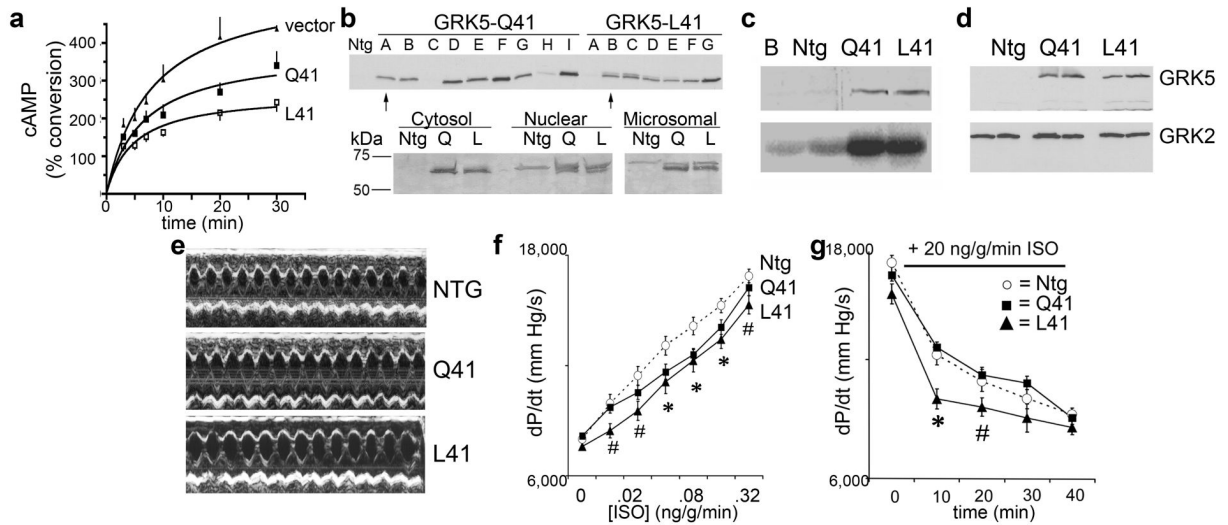 a
cAMP
(% conversion)
400
300
200
100
0
0
10
20
30
time (min)
vector
Q41
L41
b
GRK5-Q41
GRK5-L41
Ntg A B C D E F G H I A B C D E F G
Cytosol
Nuclear
Microsomal
kDa
Ntg Q L
Ntg Q L
Ntg Q L
75
50
c
B Ntg Q41 L41
d
Ntg Q41 L41
GRK5
GRK2
e
NTG
Q41
L41
f
18,000
dP/dt (mm Hg/s)
6,000
Ntg
Q41
L41
# # * * * #
0 .02 .08 .32
[ISO] (ng/g/min)
g
18,000
+ 20 ng/g/min ISO
= Ntg
= Q41
= L41
dP/dt (mm Hg/s)
* #
6,000
0 10 20 30 40
time (min)